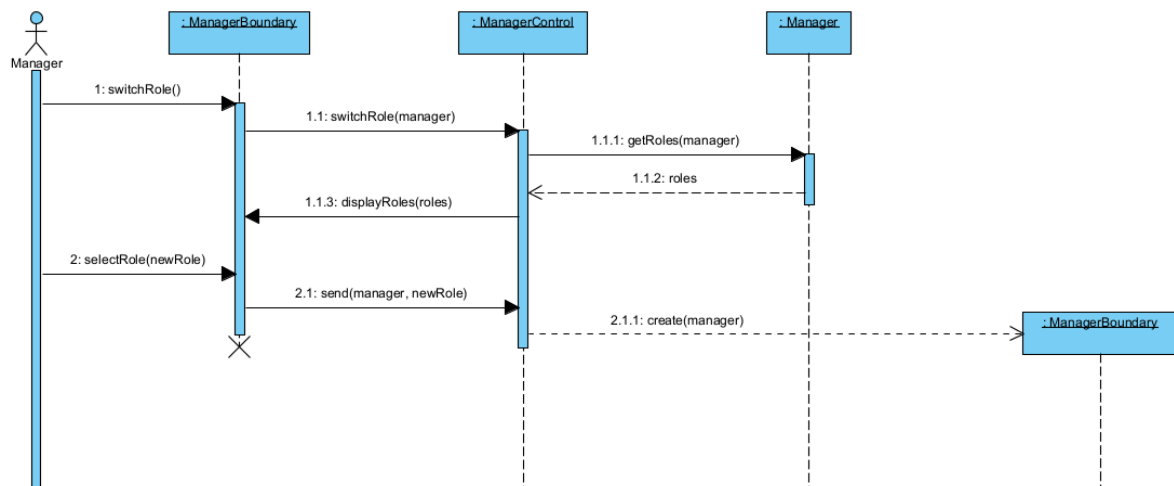 : ManagerBoundary
: ManagerControl
: Manager
Manager
1: switchRole()
1.1: switchRole(manager)
1.1.1: getRoles(manager)
1.1.2: roles
1.1.3: displayRoles(roles)
2: selectRole(newRole)
2.1: send(manager, newRole)
2.1.1: create(manager)
: ManagerBoundary